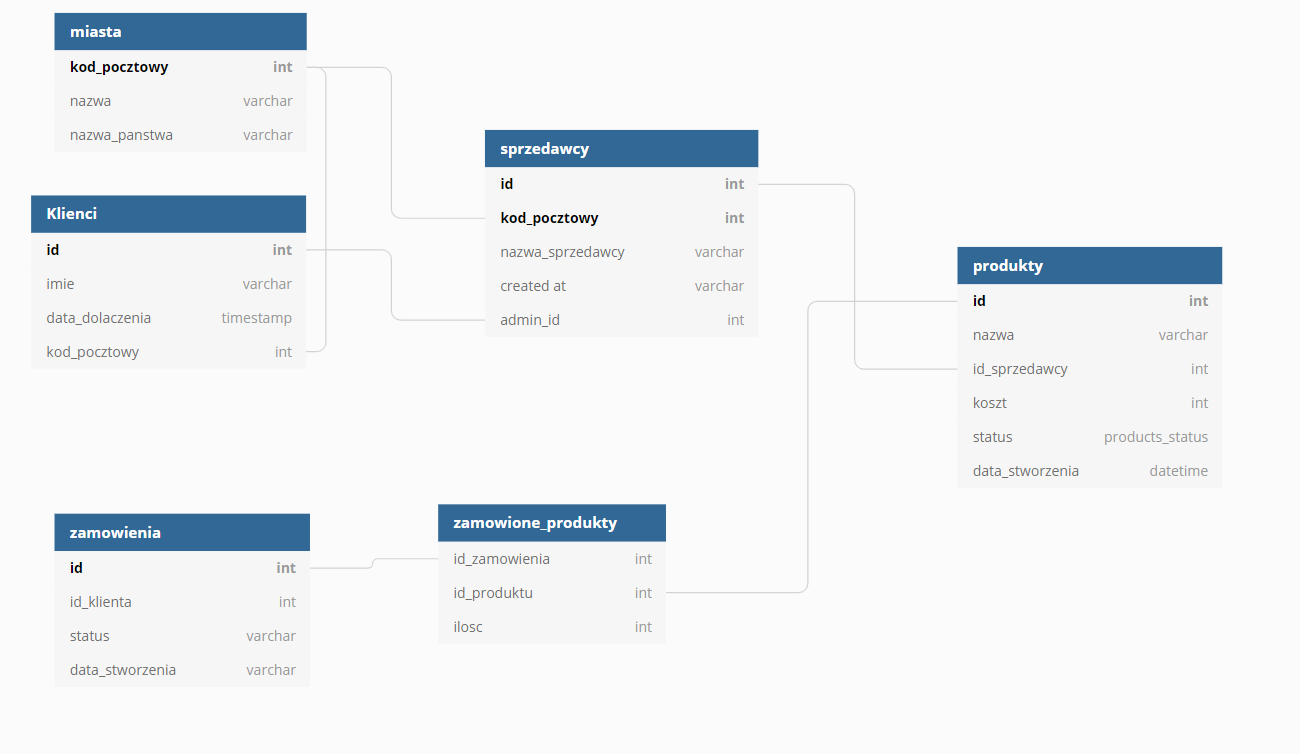 miasta
kod_pocztowy int
nazwa varchar
nazwa_panstwa varchar
Klienci
id int
imie varchar
data_dolaczenia timestamp
kod_pocztowy int
sprzedawcy
id int
kod_pocztowy int
nazwa_sprzedawcy varchar
created at varchar
admin_id int
produkty
id int
nazwa varchar
id_sprzedawcy int
koszt int
status products_status
data_stworzenia datetime
zamowienia
id int
id_klienta int
status varchar
data_stworzenia varchar
zamowione_produkty
id_zamowienia int
id_produktu int
ilosc int